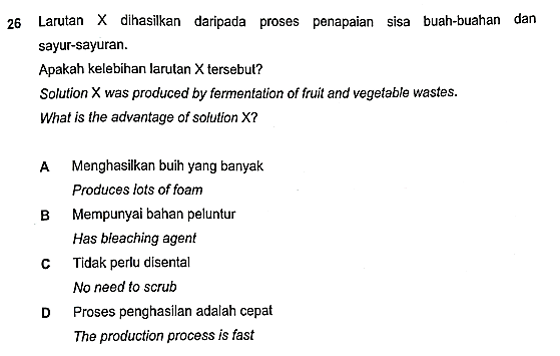 26 Larutan X dihasilkan daripada proses penapaian sisa buah-buahan dan
sayur-sayuran.
Apakah kelebihan larutan X tersebut?
Solution X was produced by fermentation of fruit and vegetable wastes.
What is the advantage of solution X?
A Menghasilkan buih yang banyak
Produces lots of foam
B Mempunyai bahan peluntur
Has bleaching agent
C Tidak perlu disental
No need to scrub
D Proses penghasilan adalah cepat
The production process is fast